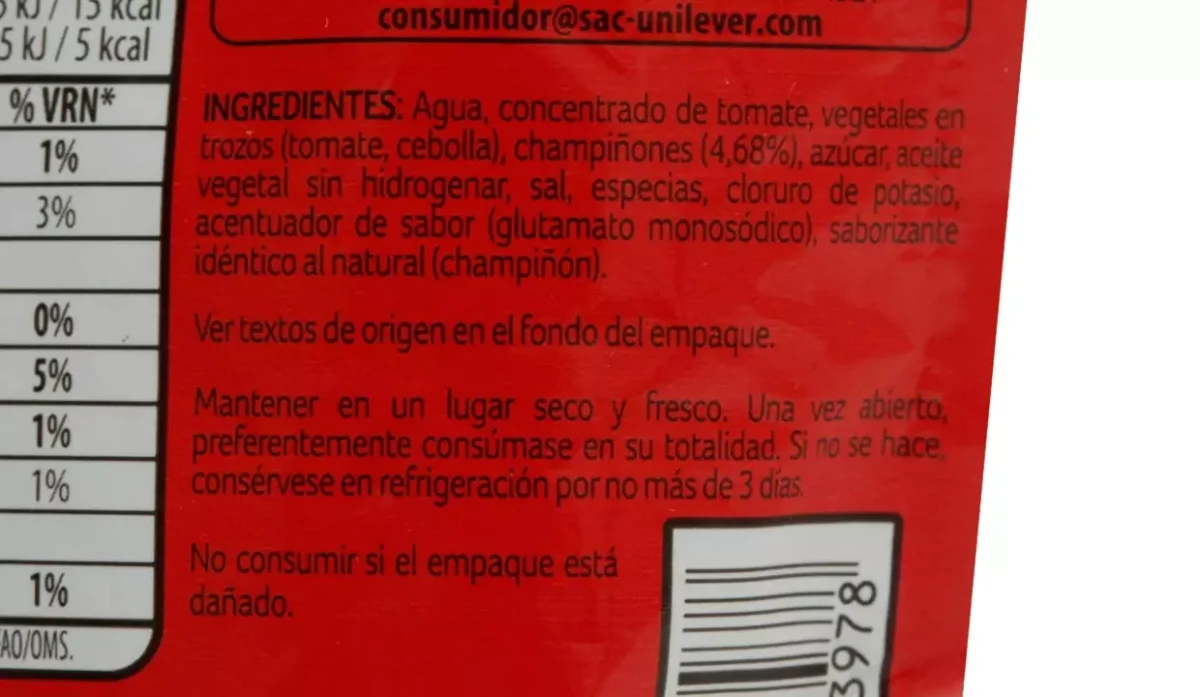 15 kcal
5 kJ / 5 kcal
% VRN*
1%
3%
0%
5%
1%
1%
1%
AO/OMS.
consumidor@sac-unilever.com
INGREDIENTES: Agua, concentrado de tomate, vegetales en
trozos (tomate, cebolla), champiñones (4,68%), azúcar, aceite
vegetal sin hidrogenar, sal, especias, cloruro de potasio,
acentuador de sabor (glutamato monosódico), saborizante
idéntico al natural (champiñón).
Ver textos de origen en el fondo del empaque.
Mantener en un lugar seco y fresco. Una vez abierto,
preferentemente consúmase en su totalidad. Si no se hace,
consérvese en refrigeración por no más de 3 días.
No consumir si el empaque está
dañado.
3978